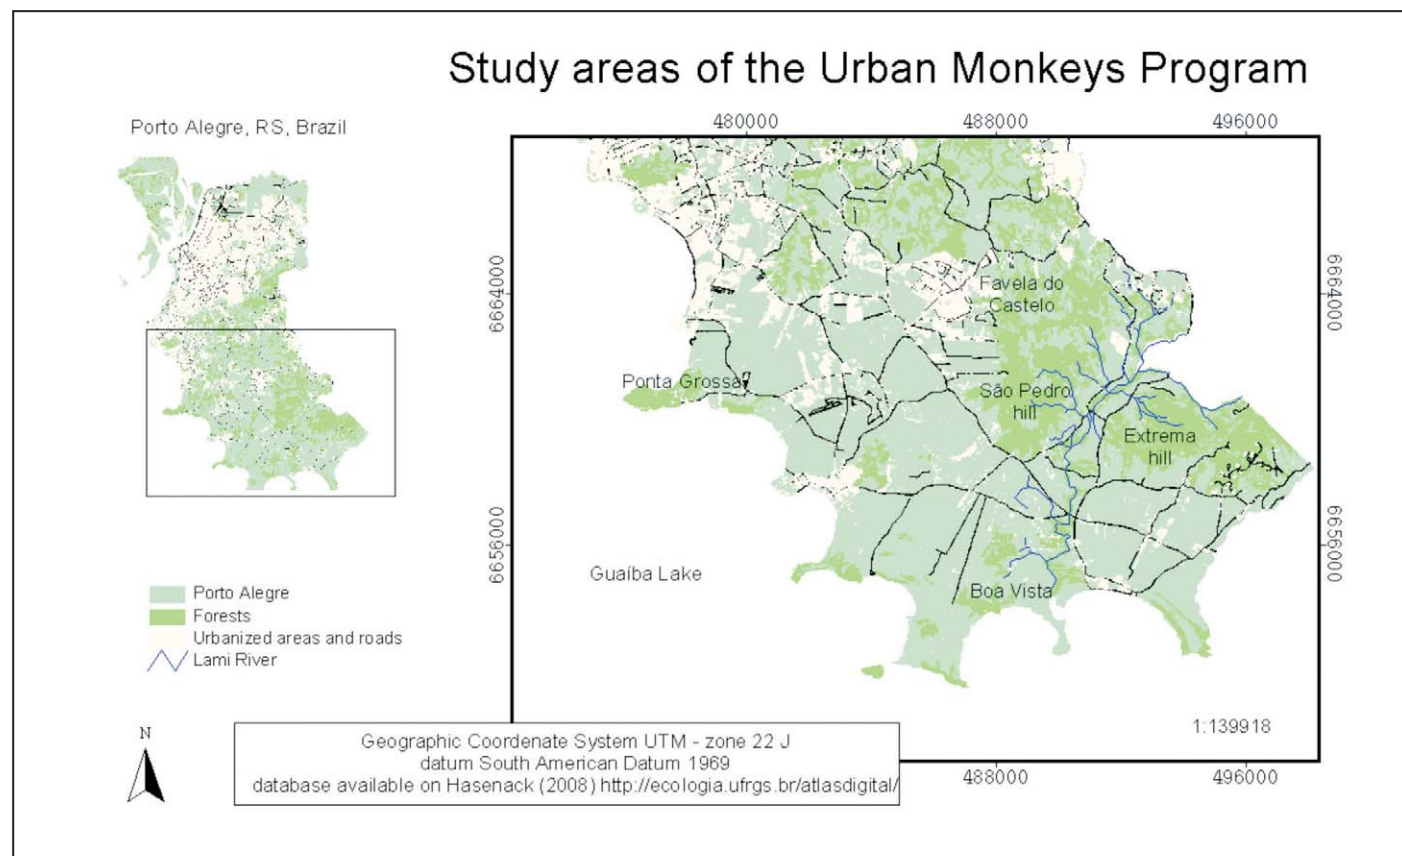 Study areas of the Urban Monkeys Program
Porto Alegre, RS, Brazil
480000
488000
496000
6664000
6664000
Favela do
Castelo
Ponta Grossa
São Pedro
hill
Extrema
hill
6656000
6656000
Guaíba Lake
Boa Vista
Porto Alegre
Forests
Urbanized areas and roads
Lami River
1:139918
N
Geographic Coordenate System UTM - zone 22 J
datum South American Datum 1969
database available on Hasenack (2008) http://ecologia.ufrgs.br/atlasdigital/
488000
496000